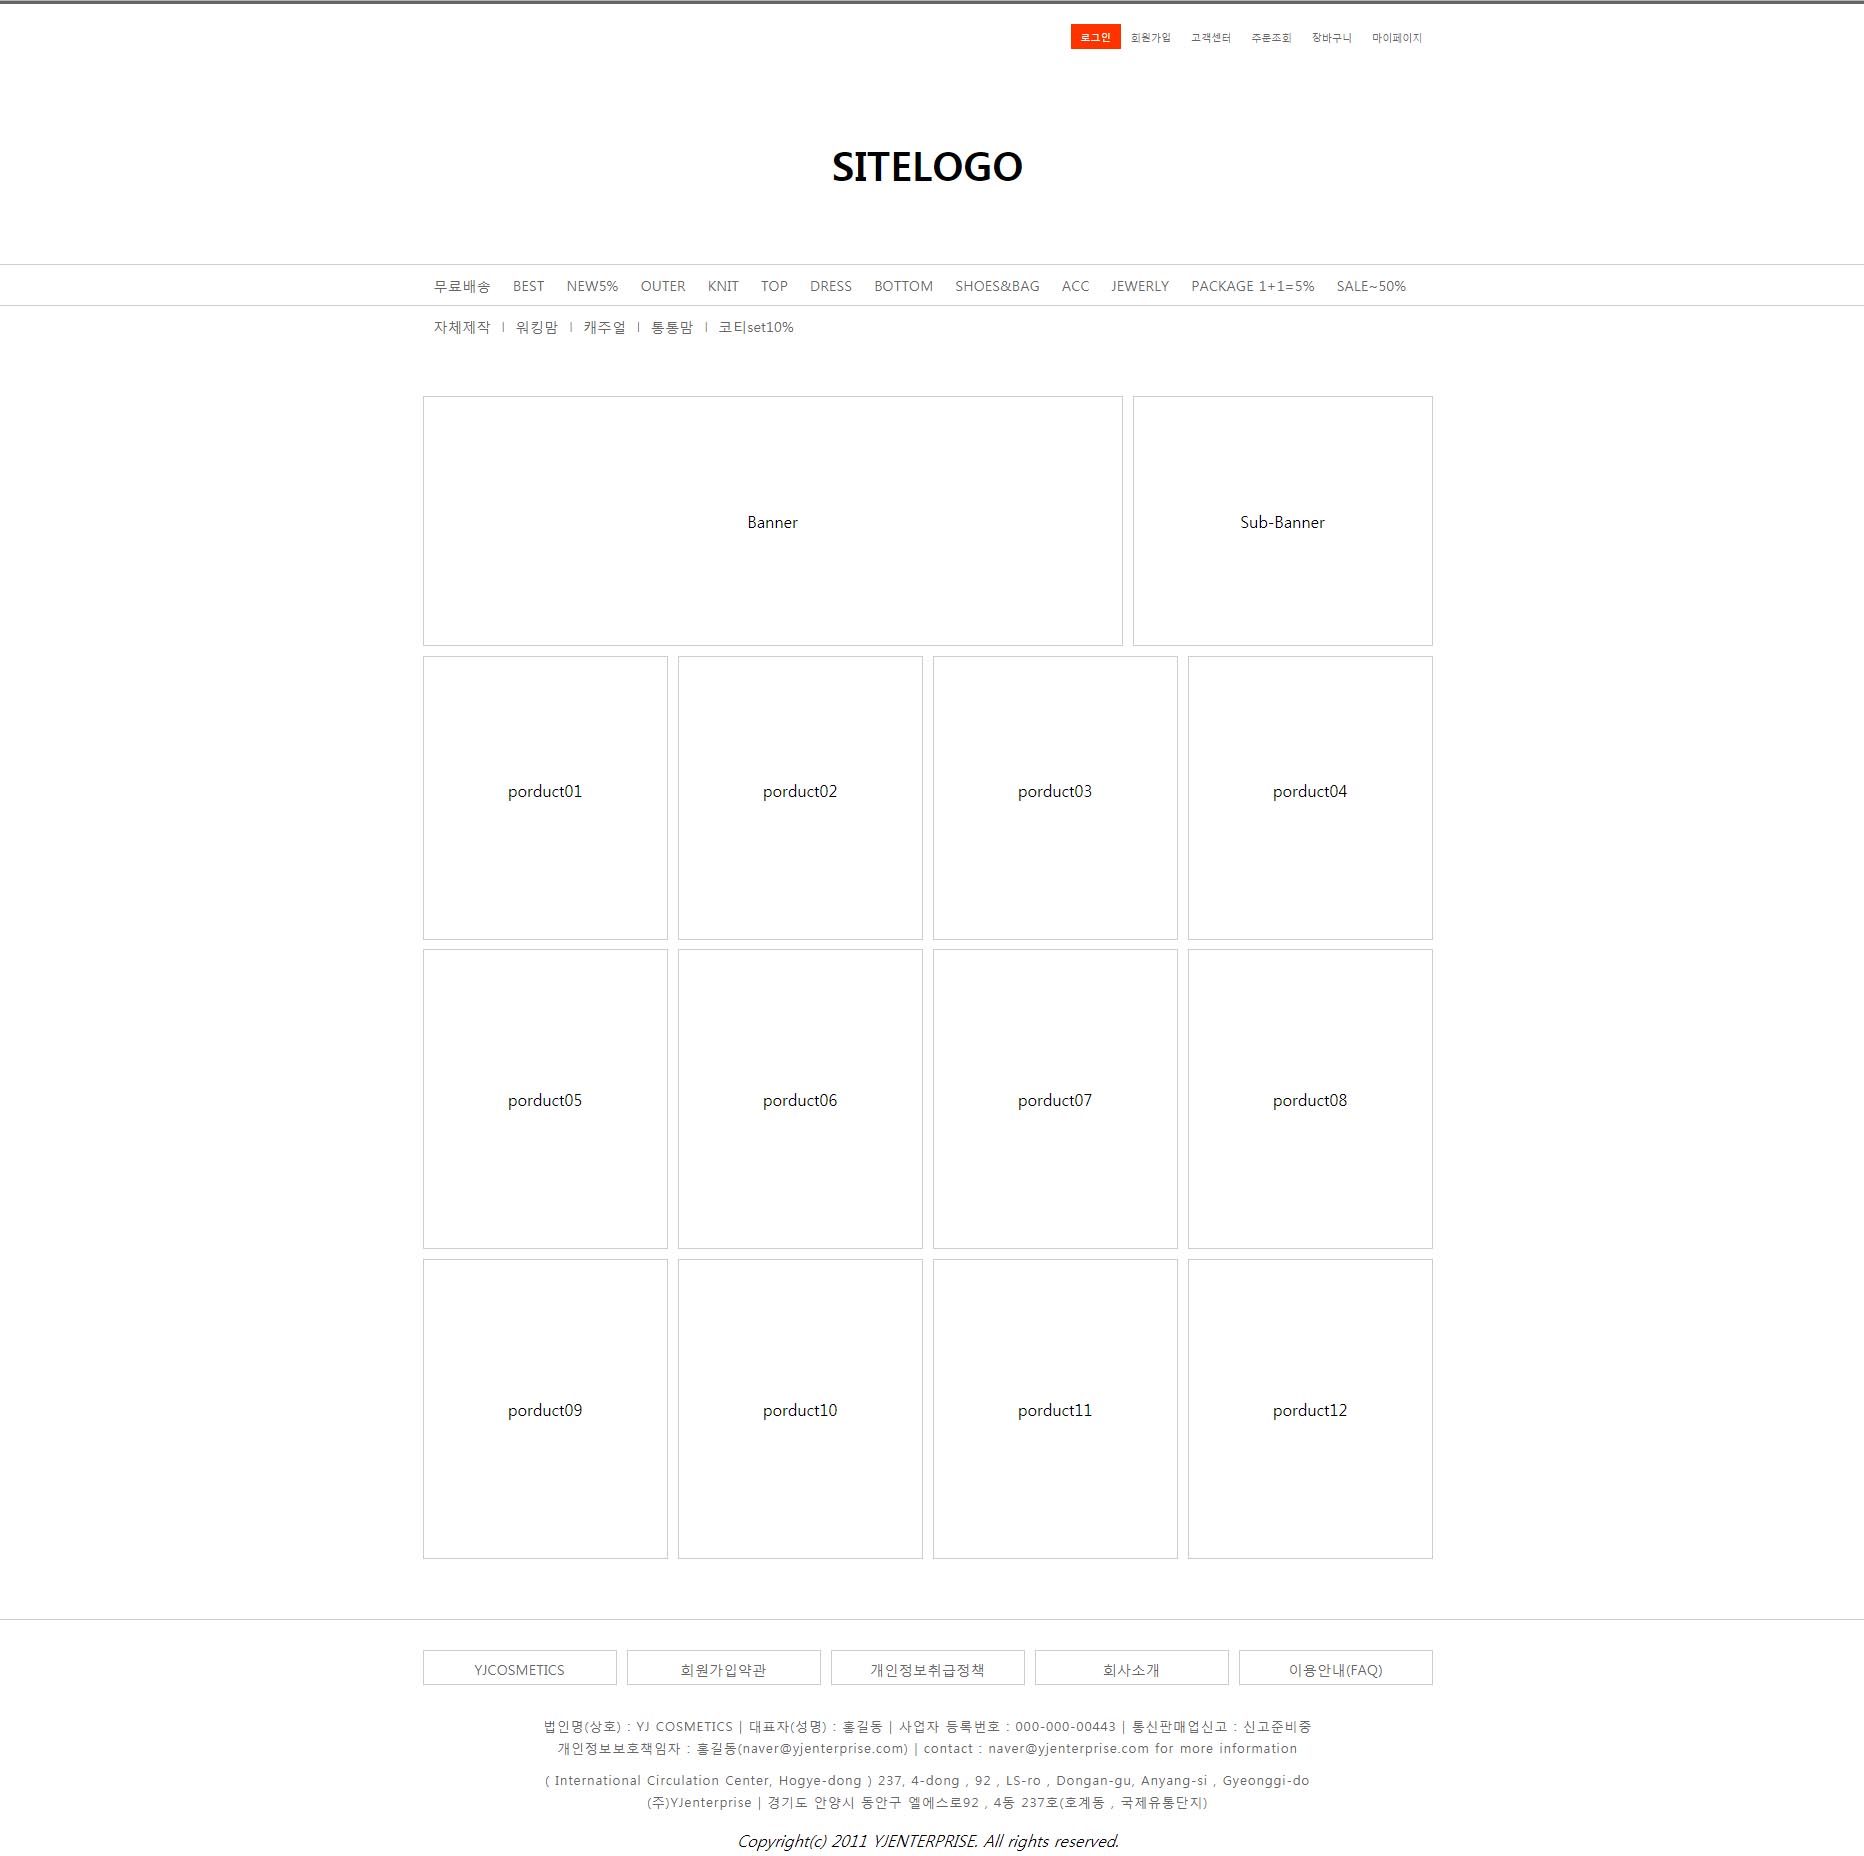 로그인 회원가입 고객센터 주문조회 장바구니 마이페이지
SITELOGO
무료배송 BEST NEW5% OUTER KNIT TOP DRESS BOTTOM SHOES&BAG ACC JEWERLY PACKAGE 1+1=5% SALE~50%
자체제작 | 워킹맘 | 캐주얼 | 통통맘 | 코티set10%
Banner Sub-Banner
porduct01 porduct02 porduct03 porduct04
porduct05 porduct06 porduct07 porduct08
porduct09 porduct10 porduct11 porduct12
YJCOSMETICS 회원가입약관 개인정보취급정책 회사소개 이용안내(FAQ)
법인명(상호) : YJ COSMETICS | 대표자(성명) : 홍길동 | 사업자 등록번호 : 000-000-00443 | 통신판매업신고 : 신고준비중
개인정보보호책임자 : 홍길동(naver@yjenterprise.com) | contact : naver@yjenterprise.com for more information
( International Circulation Center, Hogye-dong ) 237, 4-dong , 92 , LS-ro , Dongan-gu, Anyang-si , Gyeonggi-do
(주)YJenterprise | 경기도 안양시 동안구 엘에스로92 , 4동 237호(호계동 , 국제유통단지)
Copyright(c) 2011 YJENTERPRISE. All rights reserved.